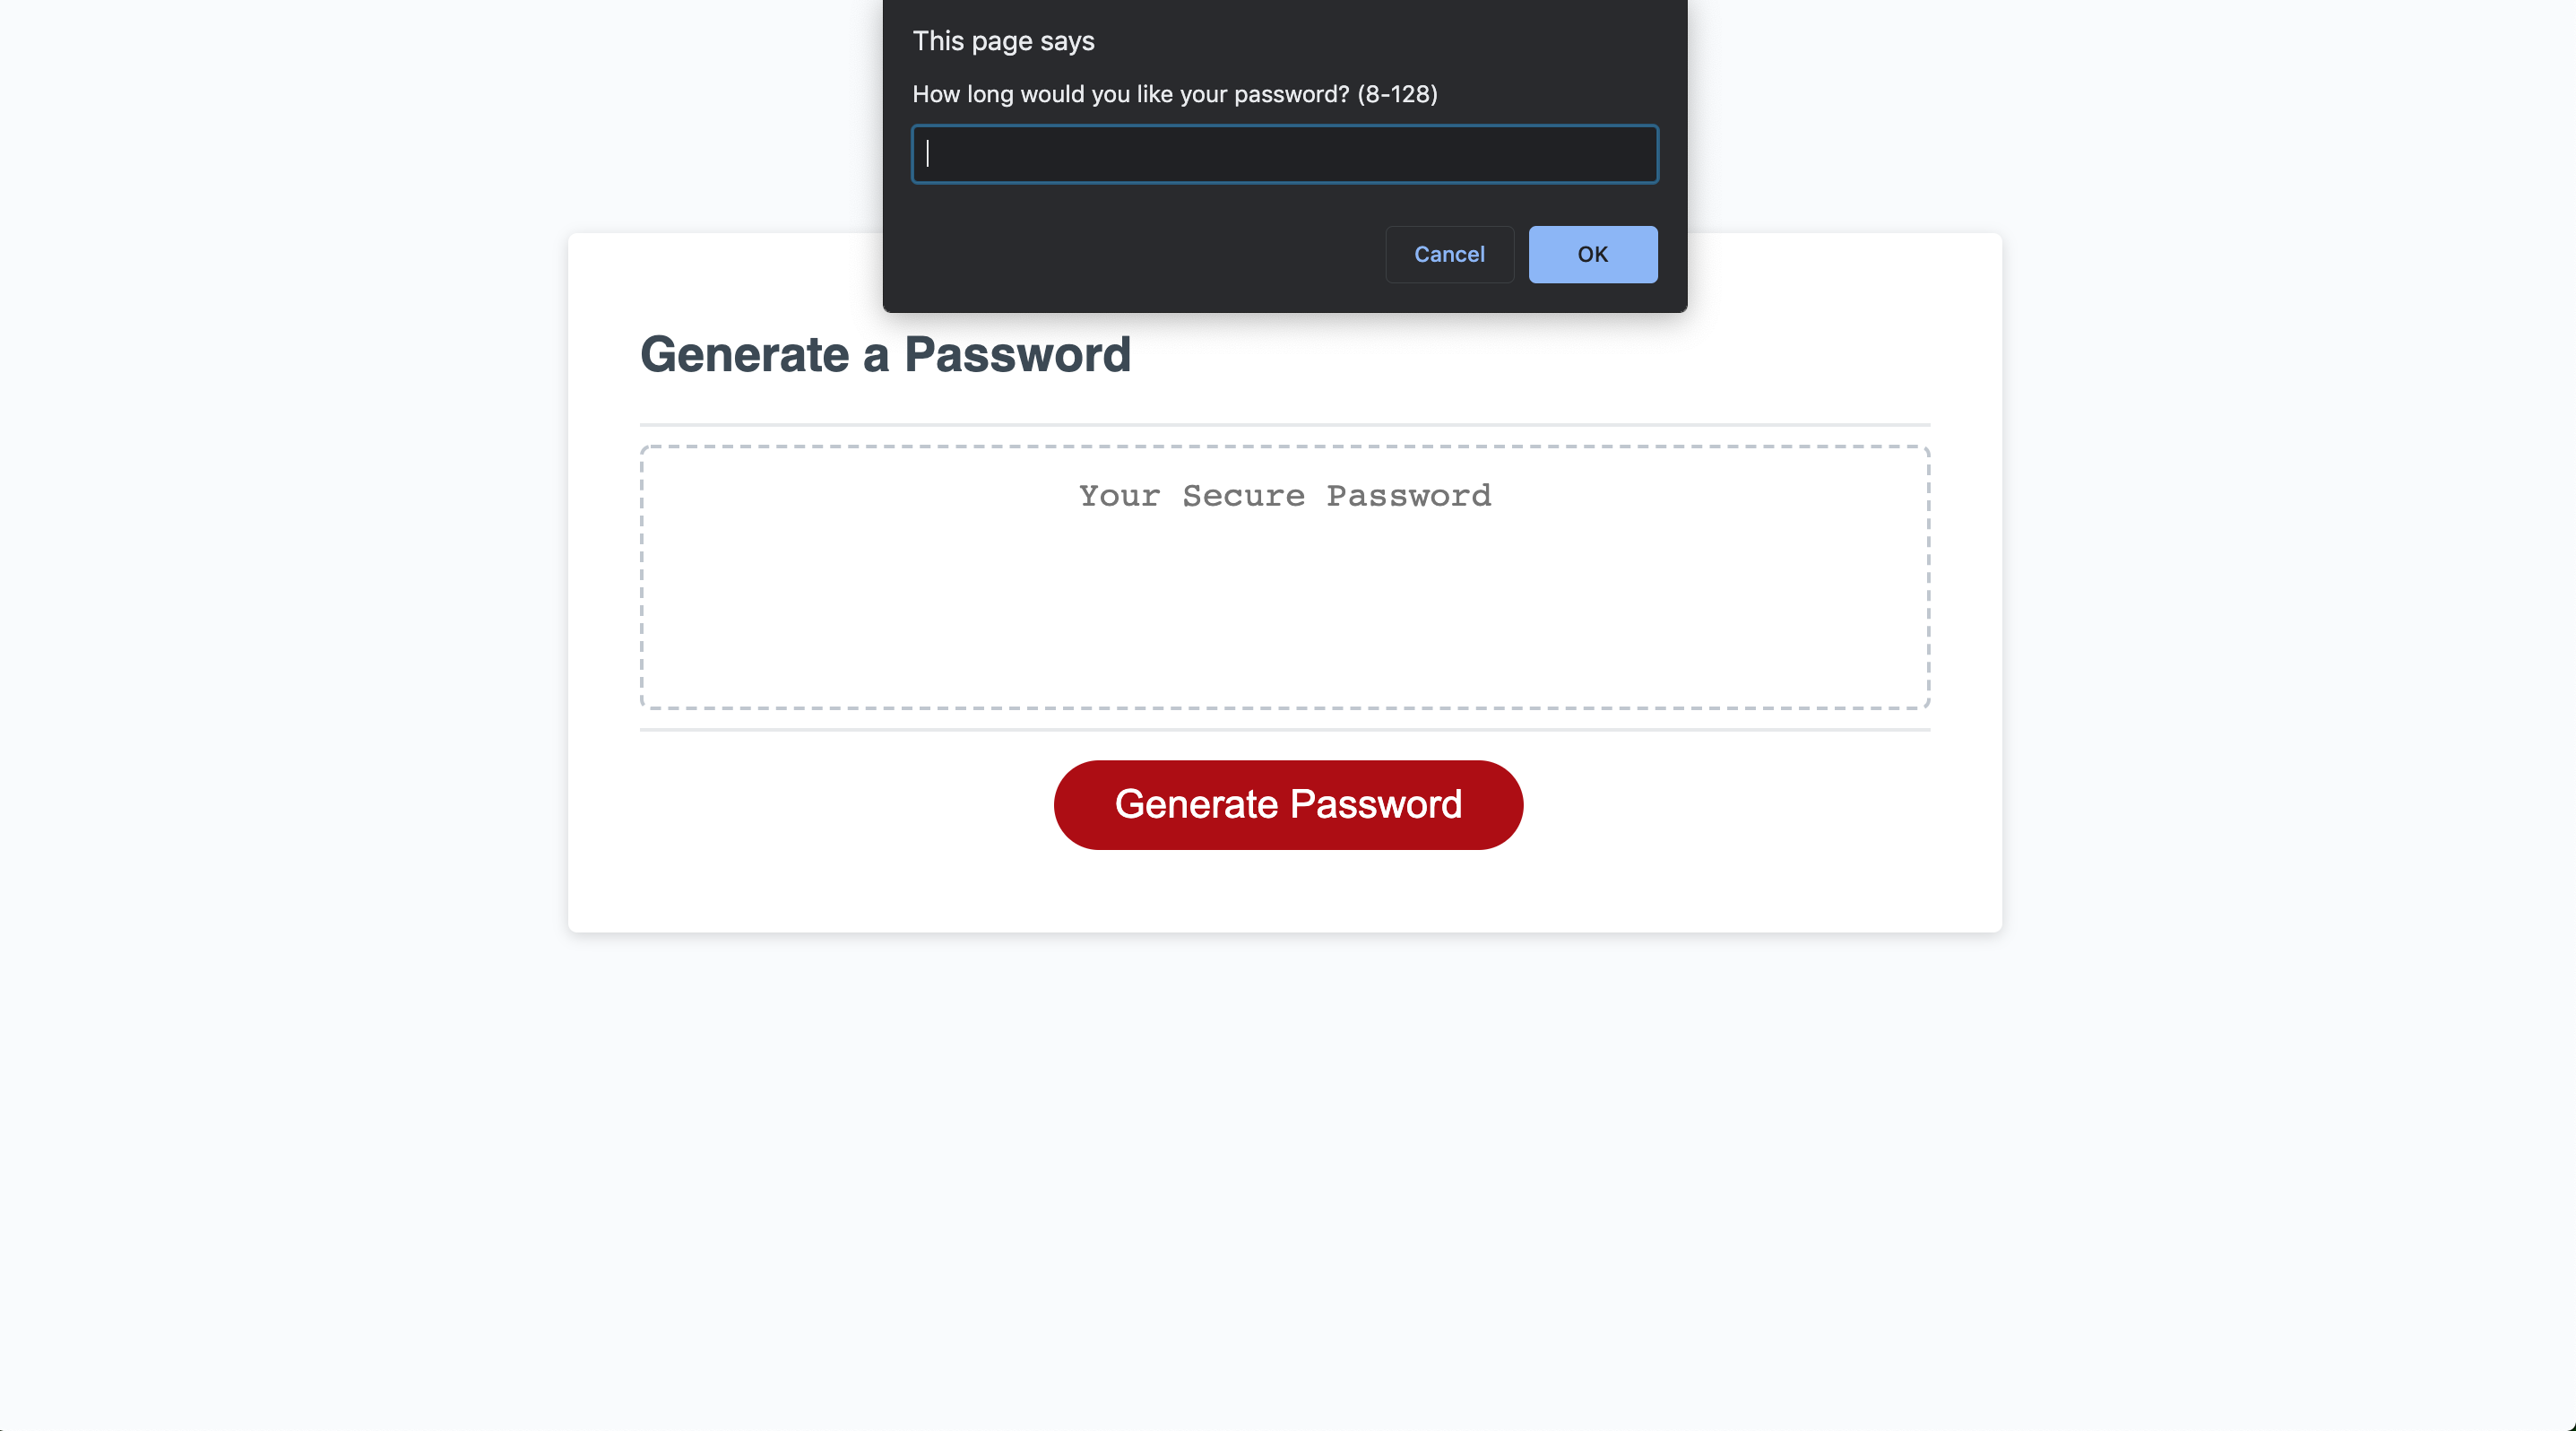 This page says
How long would you like your password? (8-128)
Cancel
OK
Generate a Password
Your Secure Password
Generate Password